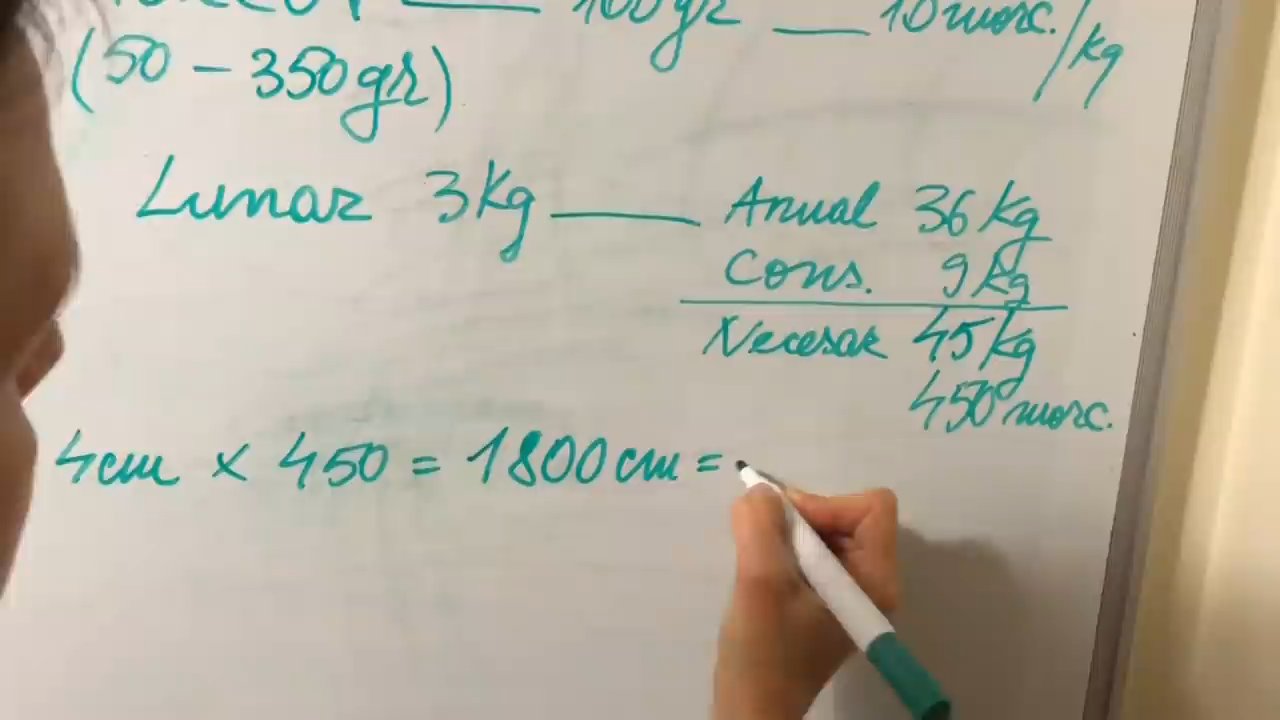 100gr — 10 morc./kg
(50 - 350gr)
Lunar 3Kg — Anual 36Kg
Cons. 9Kg
Necesar 45Kg
450 morc.
4cm × 450 = 1800cm =